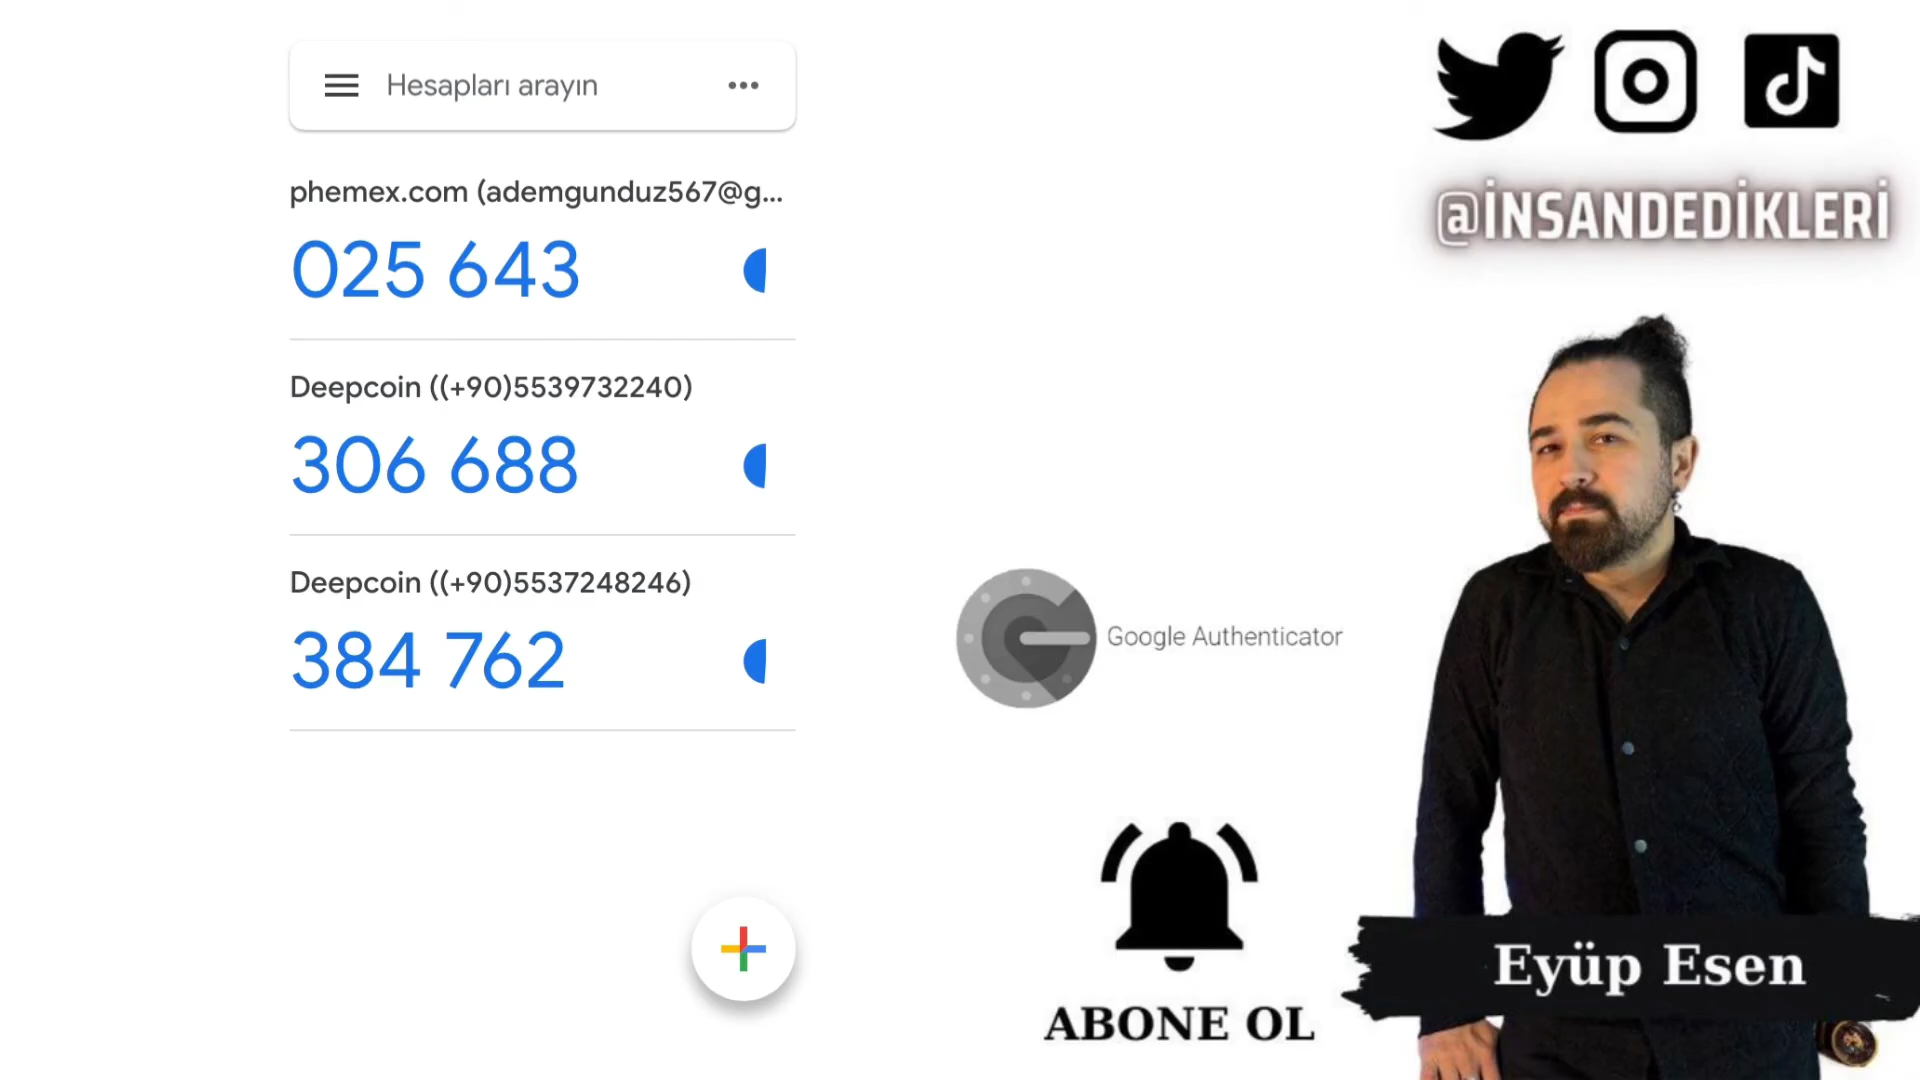 Hesapları arayın
phemex.com (ademgunduz567@g...
025 643
Deepcoin ((+90)5539732240)
306 688
Deepcoin ((+90)5537248246)
384 762
Google Authenticator
ABONE OL
@İNSANDEDİKLERİ
Eyüp Esen